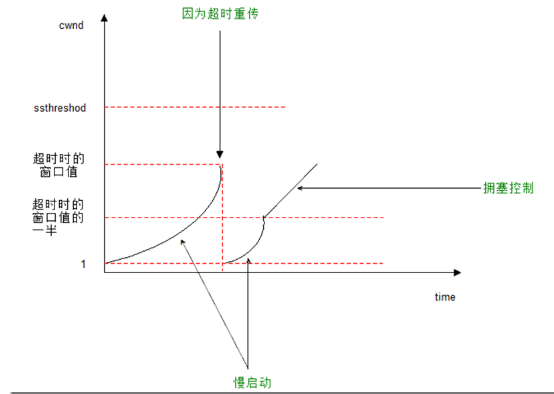 因为超时重传
cwnd
ssthreshod
超时时的
窗口值
超时时的
窗口值的
一半
拥塞控制
1
time
慢启动